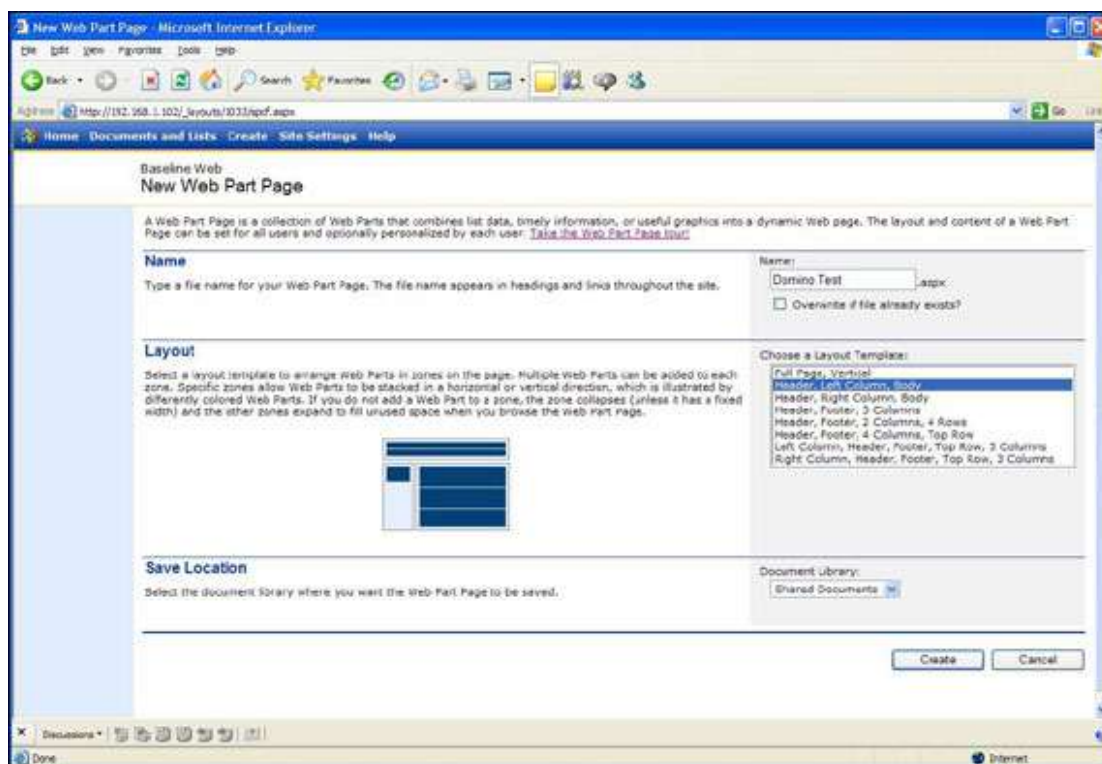 New Web Part Page - Microsoft Internet Explorer
File Edit View Favorites Tools Help
Back Search Favorites
Address http://192.168.1.102/_layouts/1033/spcf.aspx Go
Home Documents and Lists Create Site Settings Help
Baseline Web
New Web Part Page
A Web Part Page is a collection of Web Parts that combines list data, timely information, or useful graphics into a dynamic Web page. The layout and content of a Web Part
Page can be set for all users and optionally personalized by each user. Take the Web Part Page tour!
Name
Type a file name for your Web Part Page. The file name appears in headings and links throughout the site.
Name:
Domino Test .aspx
Overwrite if file already exists?
Layout
Select a layout template to arrange Web Parts in zones on the page. Multiple Web Parts can be added to each
zone. Specific zones allow Web Parts to be stacked in a horizontal or vertical direction, which is illustrated by
differently colored Web Parts. If you do not add a Web Part to a zone, the zone collapses (unless it has a fixed
width) and the other zones expand to fill unused space when you browse the Web Part Page.
Choose a Layout Template:
Full Page, Vertical
Header, Left Column, Body
Header, Right Column, Body
Header, Footer, 3 Columns
Header, Footer, 2 Columns, 4 Rows
Header, Footer, 4 Columns, Top Row
Left Column, Header, Footer, Top Row, 3 Columns
Right Column, Header, Footer, Top Row, 3 Columns
Save Location
Select the document library where you want the Web Part Page to be saved.
Document Library:
Shared Documents
Create Cancel
Discussions
Done Internet